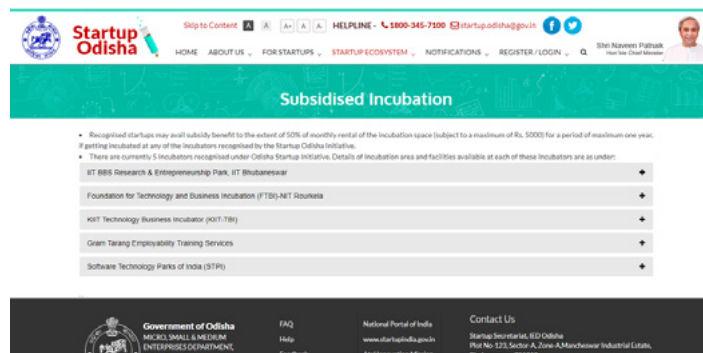 Startup
Odisha
Skip to Content A A A+ A A- HELPLINE - 1800-345-7100 startup.odisha@gov.in
HOME ABOUT US FOR STARTUPS STARTUP ECOSYSTEM NOTIFICATIONS REGISTER / LOGIN
Shri Naveen Patnaik
Hon'ble Chief Minister
Subsidised Incubation
• Recognised startups may avail subsidy benefit to the extent of 50% of monthly rental of the incubation space (subject to a maximum of Rs. 5000) for a period of maximum one year,
if getting incubated at any of the incubators recognised by the Startup Odisha Initiative.
• There are currently 5 incubators recognised under Odisha Startup Initiative. Details of Incubation area and facilities available at each of these Incubators are as under:
IIT BBS Research & Entrepreneurship Park, IIT Bhubaneswar +
Foundation for Technology and Business Incubation (FTBI)-NIT Rourkela +
KIIT Technology Business Incubator (KIIT-TBI) +
Gram Tarang Employability Training Services +
Software Technology Parks of India (STPI) +
Government of Odisha
MICRO, SMALL & MEDIUM
ENTERPRISES DEPARTMENT,
FAQ
Help
National Portal of India
www.startupindia.gov.in
Contact Us
Startup Secretariat, IED Odisha
Plot No- 123, Sector-A, Zone-A, Mancheswar Industrial Estate,